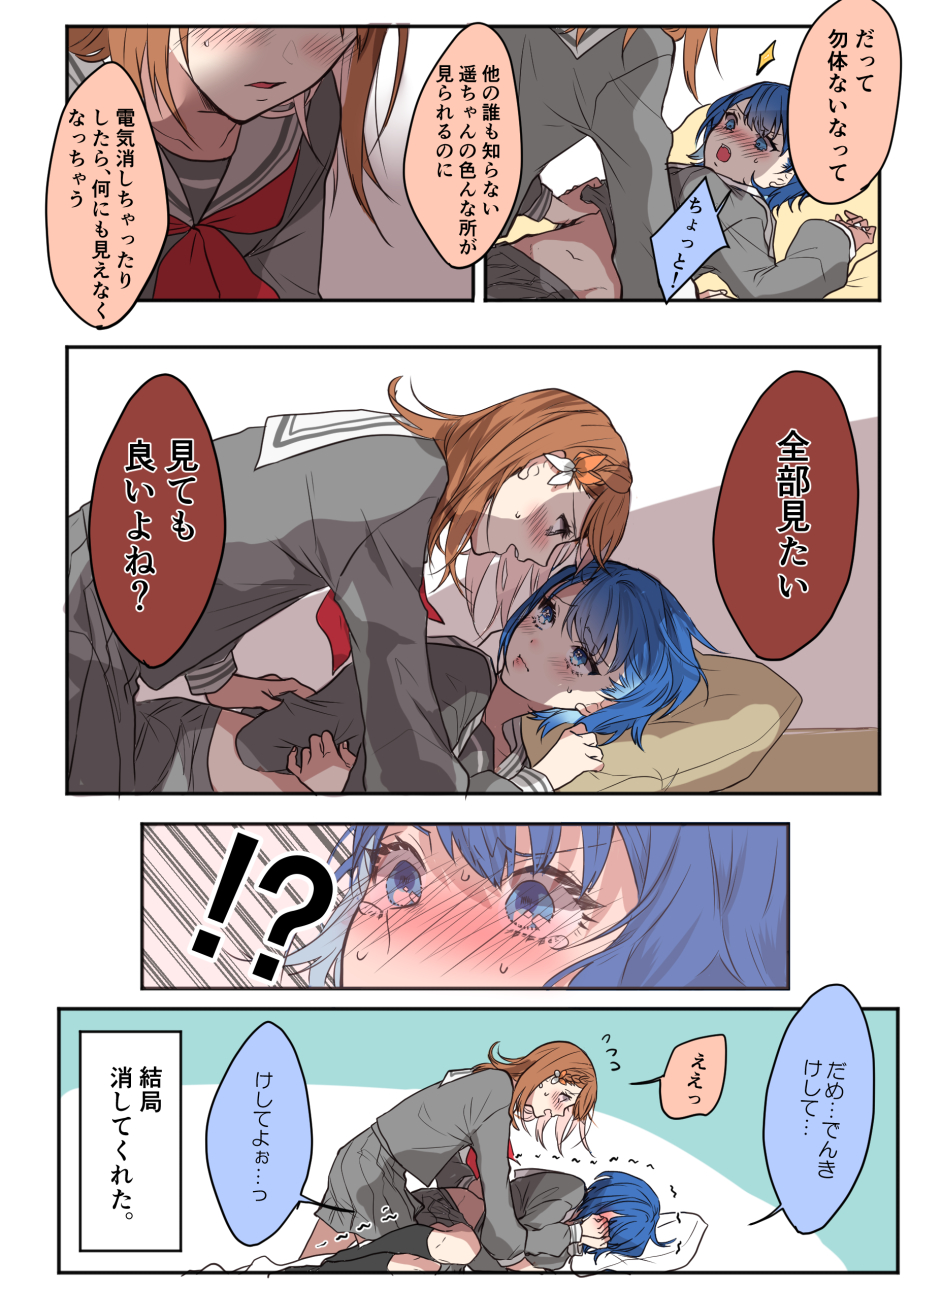 だって
勿体ないなって
ちょっと!
他の誰も知らない
遥ちゃんの色んな所が
見られるのに
電気消しちゃったり
したら、何にも見えなく
なっちゃう
全部見たい
見ても
良いよね?
!?
だめ…でんき
けして…
ええっ
けしてよぉ…っ
結局
消してくれた。